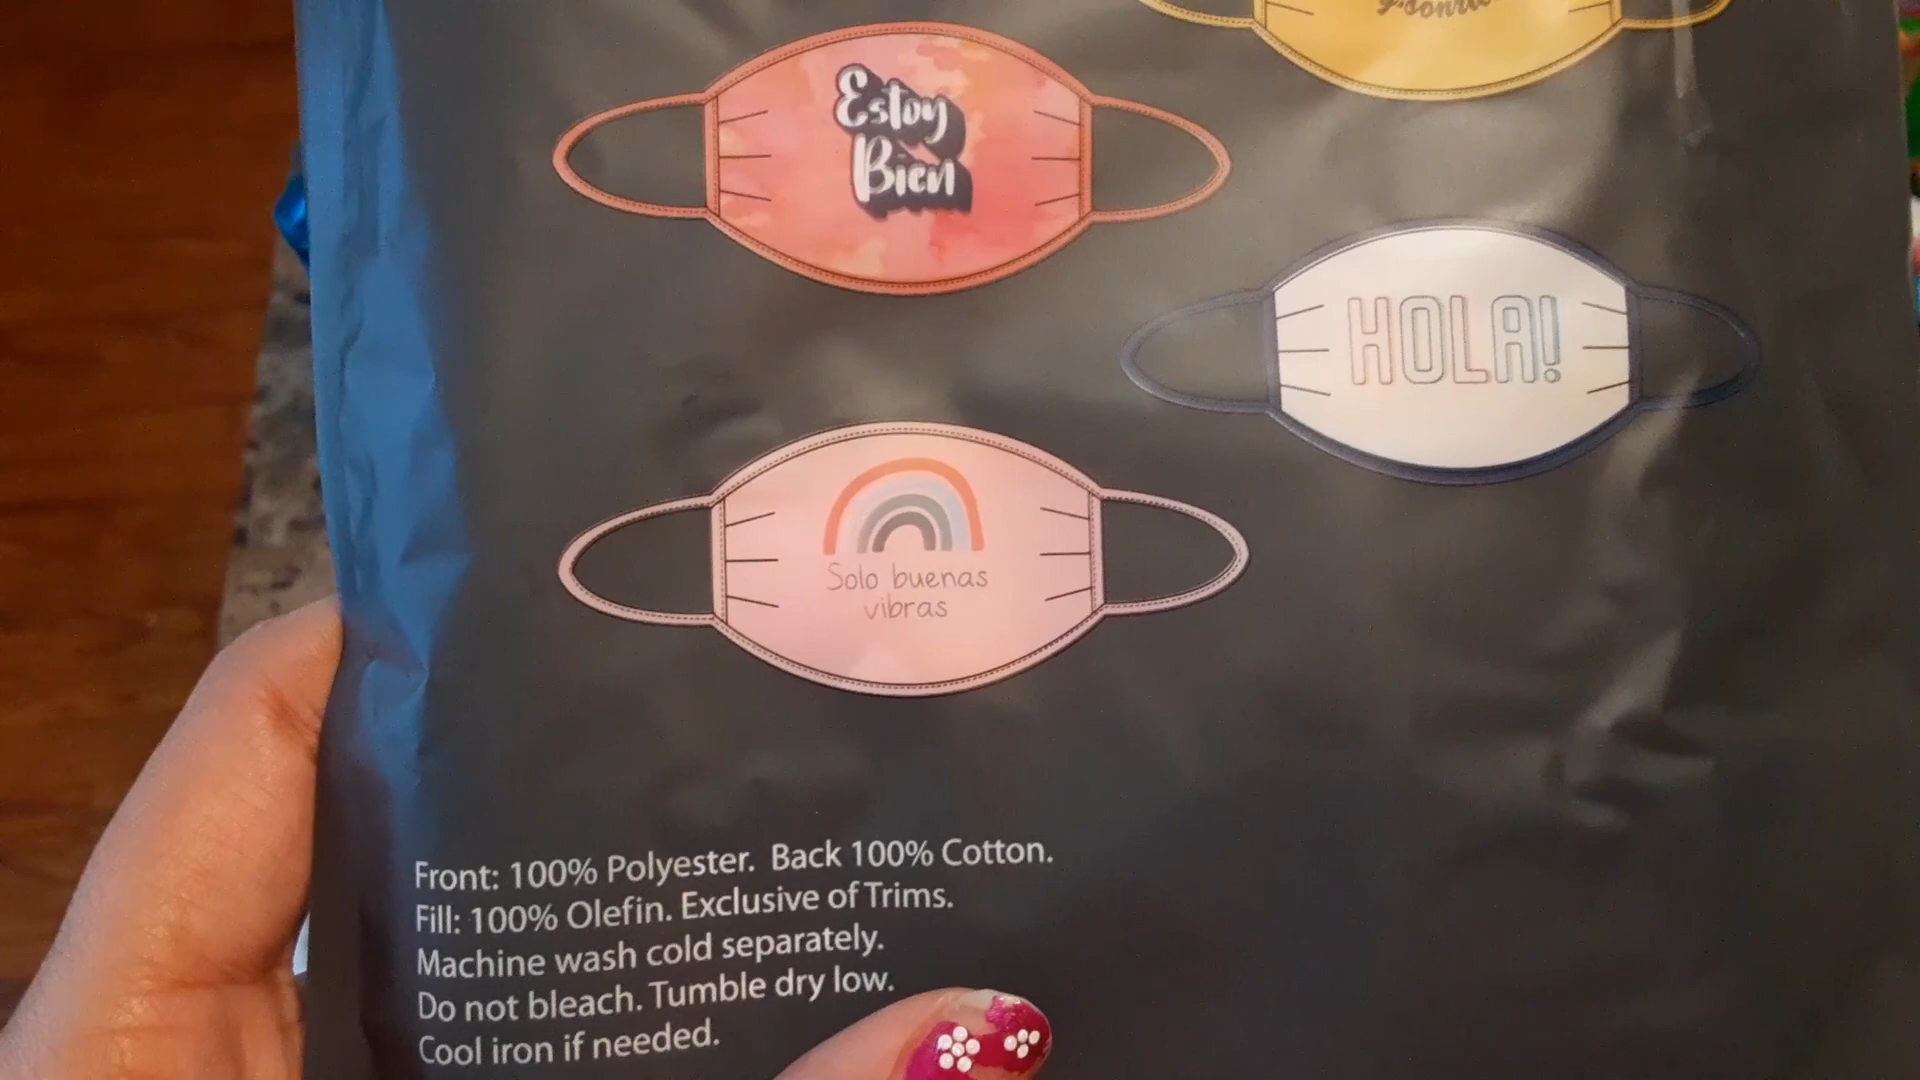 Estoy
Bien
HOLA!
Solo buenas
vibras
Front: 100% Polyester. Back 100% Cotton.
Fill: 100% Olefin. Exclusive of Trims.
Machine wash cold separately.
Do not bleach. Tumble dry low.
Cool iron if needed.